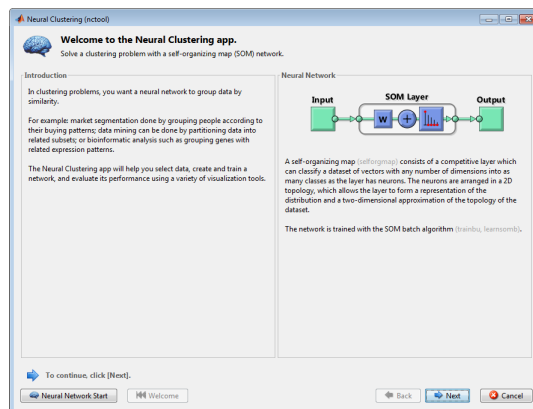 Neural Clustering (nctool)
Welcome to the Neural Clustering app.
Solve a clustering problem with a self-organizing map (SOM) network.
Introduction
In clustering problems, you want a neural network to group data by
similarity.
For example: market segmentation done by grouping people according to
their buying patterns; data mining can be done by partitioning data into
related subsets; or bioinformatic analysis such as grouping genes with
related expression patterns.
The Neural Clustering app will help you select data, create and train a
network, and evaluate its performance using a variety of visualization tools.
Neural Network
Input
SOM Layer
Output
W
+
A self-organizing map (selforgmap) consists of a competitive layer which
can classify a dataset of vectors with any number of dimensions into as
many classes as the layer has neurons. The neurons are arranged in a 2D
topology, which allows the layer to form a representation of the
distribution and a two-dimensional approximation of the topology of the
dataset.
The network is trained with the SOM batch algorithm (trainbu, learnsomb).
To continue, click [Next].
Neural Network Start
Welcome
Back
Next
Cancel